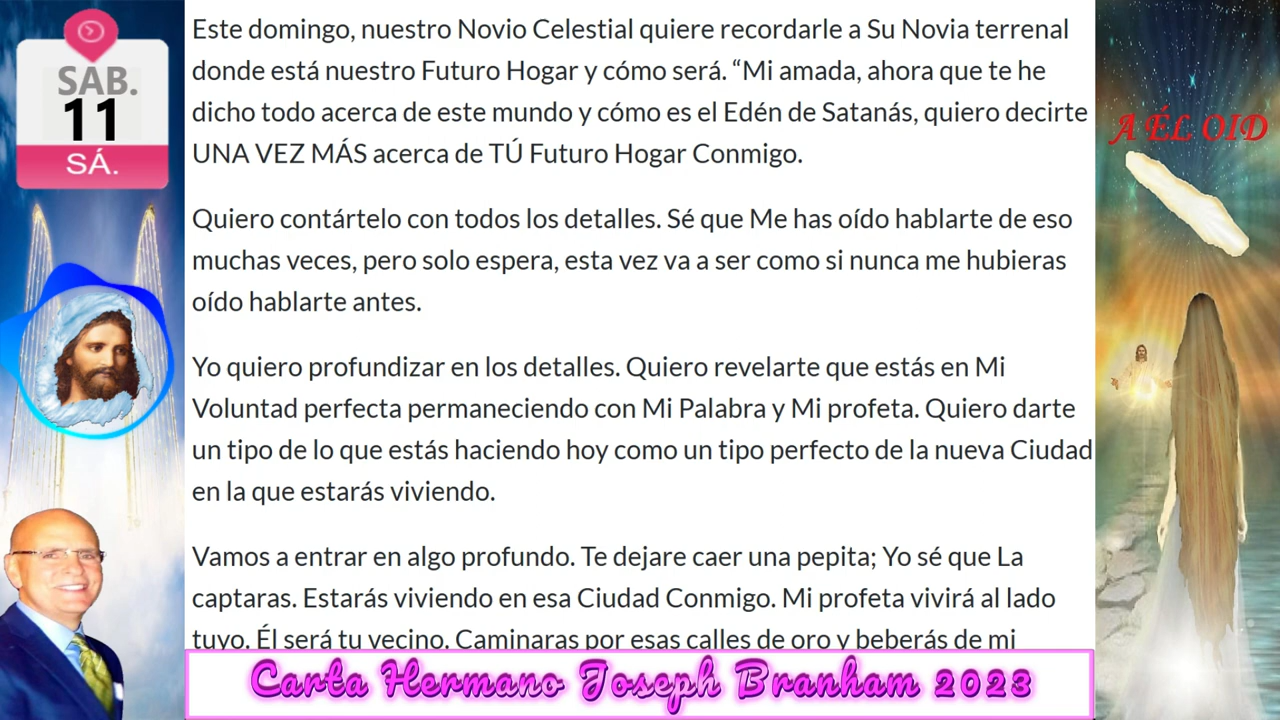 SAB.
11
SÁ.
Este domingo, nuestro Novio Celestial quiere recordarle a Su Novia terrenal
donde está nuestro Futuro Hogar y cómo será. “Mi amada, ahora que te he
dicho todo acerca de este mundo y cómo es el Edén de Satanás, quiero decirte
UNA VEZ MÁS acerca de TÚ Futuro Hogar Conmigo.
Quiero contártelo con todos los detalles. Sé que Me has oído hablarte de eso
muchas veces, pero solo espera, esta vez va a ser como si nunca me hubieras
oído hablarte antes.
Yo quiero profundizar en los detalles. Quiero revelarte que estás en Mi
Voluntad perfecta permaneciendo con Mi Palabra y Mi profeta. Quiero darte
un tipo de lo que estás haciendo hoy como un tipo perfecto de la nueva Ciudad
en la que estarás viviendo.
Vamos a entrar en algo profundo. Te dejare caer una pepita; Yo sé que La
captaras. Estarás viviendo en esa Ciudad Conmigo. Mi profeta vivirá al lado
tuyo. Él será tu vecino. Caminaras por esas calles de oro y beberás de mi
Carta Hermano Joseph Branham 2023
A ÉL OID